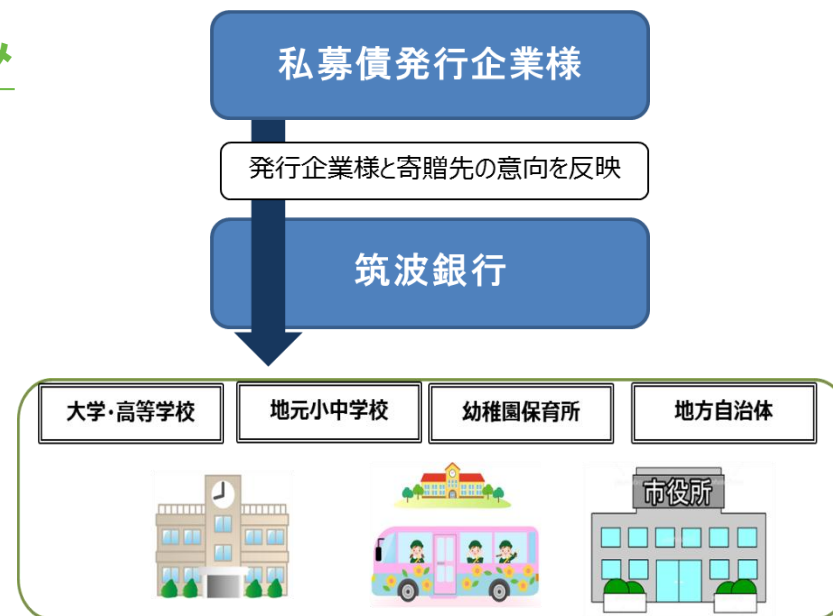 み
私募債発行企業様
発行企業様と寄贈先の意向を反映
筑波銀行
大学・高等学校
地元小中学校
幼稚園保育所
地方自治体
市役所